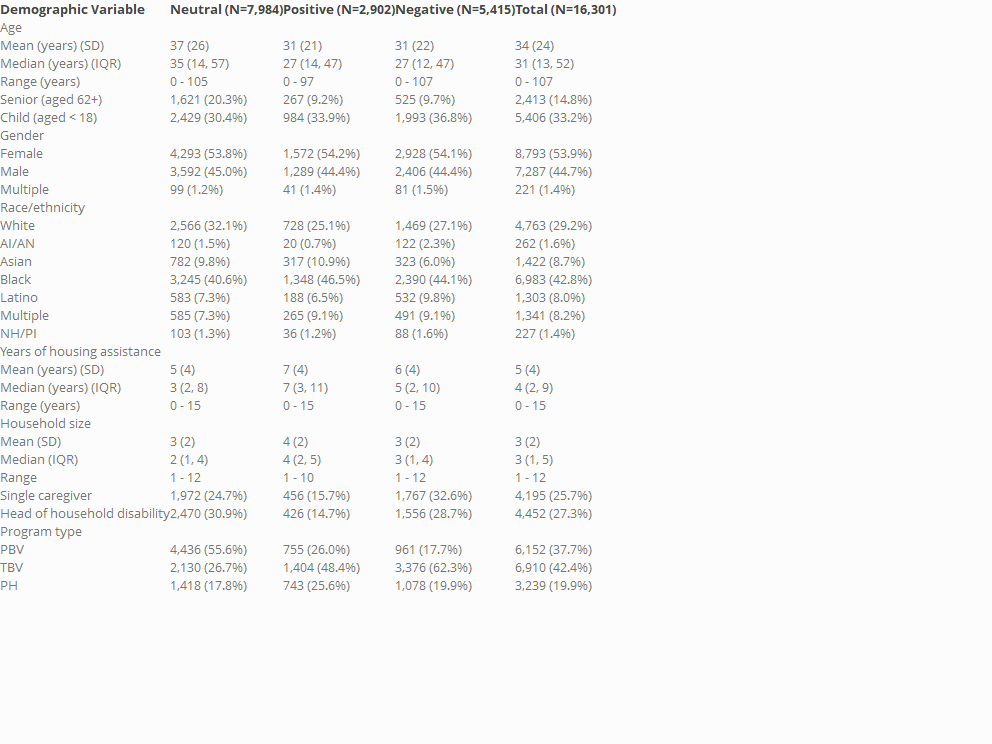 Demographic Variable Neutral (N=7,984) Positive (N=2,902) Negative (N=5,415) Total (N=16,301)
Age
Mean (years) (SD) 37 (26) 31 (21) 31 (22) 34 (24)
Median (years) (IQR) 35 (14, 57) 27 (14, 47) 27 (12, 47) 31 (13, 52)
Range (years) 0 - 105 0 - 97 0 - 107 0 - 107
Senior (aged 62+) 1,621 (20.3%) 267 (9.2%) 525 (9.7%) 2,413 (14.8%)
Child (aged < 18) 2,429 (30.4%) 984 (33.9%) 1,993 (36.8%) 5,406 (33.2%)
Gender
Female 4,293 (53.8%) 1,572 (54.2%) 2,928 (54.1%) 8,793 (53.9%)
Male 3,592 (45.0%) 1,289 (44.4%) 2,406 (44.4%) 7,287 (44.7%)
Multiple 99 (1.2%) 41 (1.4%) 81 (1.5%) 221 (1.4%)
Race/ethnicity
White 2,566 (32.1%) 728 (25.1%) 1,469 (27.1%) 4,763 (29.2%)
AI/AN 120 (1.5%) 20 (0.7%) 122 (2.3%) 262 (1.6%)
Asian 782 (9.8%) 317 (10.9%) 323 (6.0%) 1,422 (8.7%)
Black 3,245 (40.6%) 1,348 (46.5%) 2,390 (44.1%) 6,983 (42.8%)
Latino 583 (7.3%) 188 (6.5%) 532 (9.8%) 1,303 (8.0%)
Multiple 585 (7.3%) 265 (9.1%) 491 (9.1%) 1,341 (8.2%)
NH/PI 103 (1.3%) 36 (1.2%) 88 (1.6%) 227 (1.4%)
Years of housing assistance
Mean (years) (SD) 5 (4) 7 (4) 6 (4) 5 (4)
Median (years) (IQR) 3 (2, 8) 7 (3, 11) 5 (2, 10) 4 (2, 9)
Range (years) 0 - 15 0 - 15 0 - 15 0 - 15
Household size
Mean (SD) 3 (2) 4 (2) 3 (2) 3 (2)
Median (IQR) 2 (1, 4) 4 (2, 5) 3 (1, 4) 3 (1, 5)
Range 1 - 12 1 - 10 1 - 12 1 - 12
Single caregiver 1,972 (24.7%) 456 (15.7%) 1,767 (32.6%) 4,195 (25.7%)
Head of household disability 2,470 (30.9%) 426 (14.7%) 1,556 (28.7%) 4,452 (27.3%)
Program type
PBV 4,436 (55.6%) 755 (26.0%) 961 (17.7%) 6,152 (37.7%)
TBV 2,130 (26.7%) 1,404 (48.4%) 3,376 (62.3%) 6,910 (42.4%)
PH 1,418 (17.8%) 743 (25.6%) 1,078 (19.9%) 3,239 (19.9%)